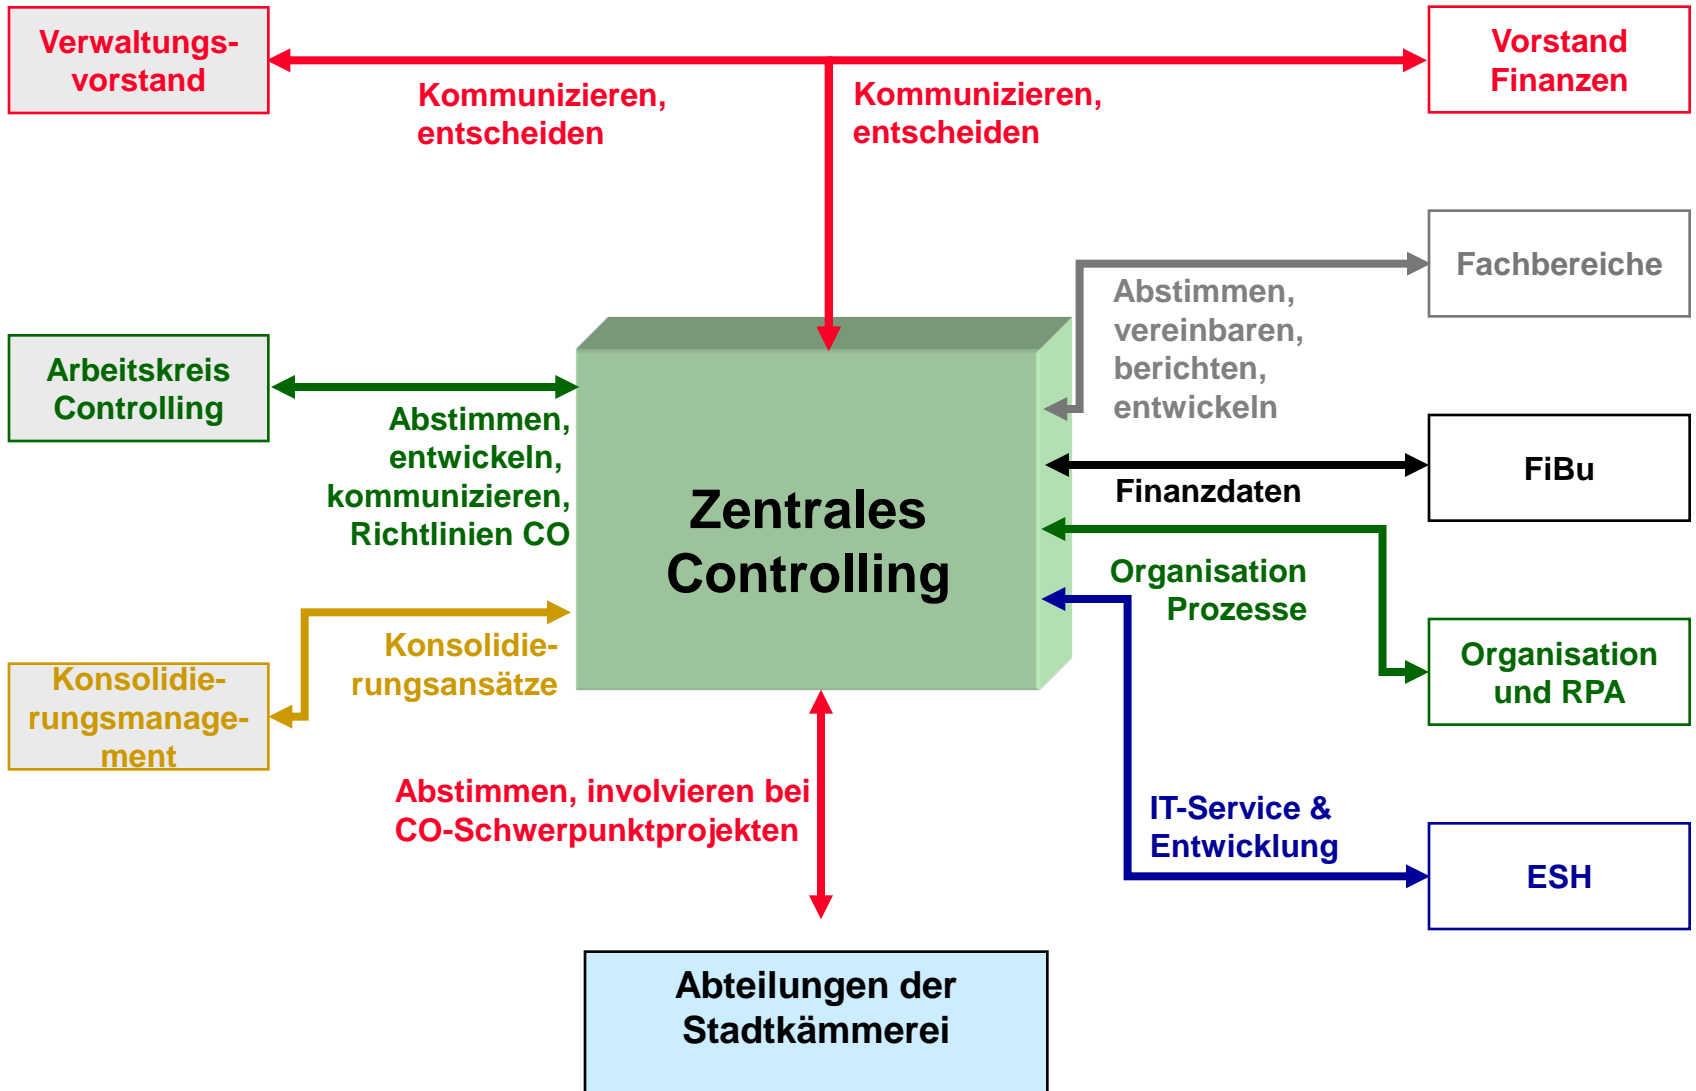 Verwaltungs-
vorstand
Kommunizieren,
entscheiden
Kommunizieren,
entscheiden
Vorstand
Finanzen
Fachbereiche
Abstimmen,
vereinbaren,
berichten,
entwickeln
Arbeitskreis
Controlling
Abstimmen,
entwickeln,
kommunizieren,
Richtlinien CO
Zentrales
Controlling
Finanzdaten
FiBu
Organisation
Prozesse
Organisation
und RPA
Konsolidie-
rungsansätze
Konsolidie-
rungsmanage-
ment
Abstimmen, involvieren bei
CO-Schwerpunktprojekten
IT-Service &
Entwicklung
ESH
Abteilungen der
Stadtkämmerei